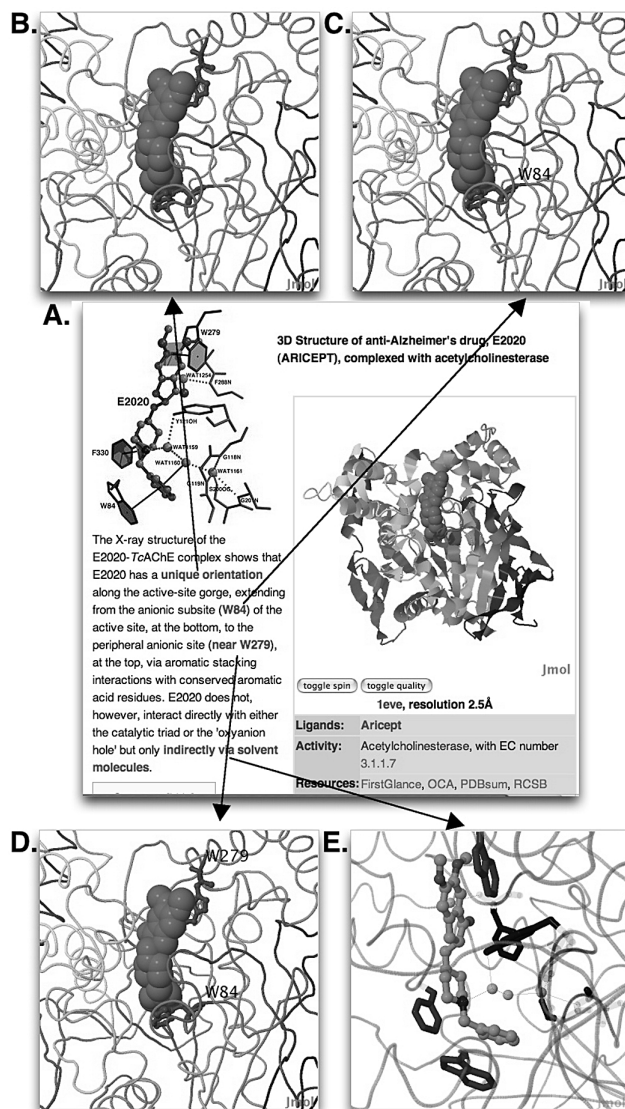 B.
C.
Jmol
W84
Jmol
A.
W279
WAT1254
F288N
E2020
Y121OH
F330
WAT1159
G118N
WAT1160
WAT1161
G119N
S200OG
G201N
W84
3D Structure of anti-Alzheimer's drug, E2020
(ARICEPT), complexed with acetylcholinesterase
The X-ray structure of the
E2020-TcAChE complex shows that
E2020 has a unique orientation
along the active-site gorge, extending
from the anionic subsite (W84) of the
active site, at the bottom, to the
peripheral anionic site (near W279),
at the top, via aromatic stacking
interactions with conserved aromatic
acid residues. E2020 does not,
however, interact directly with either
the catalytic triad or the 'oxyanion
hole' but only indirectly via solvent
molecules.
Jmol
toggle spin toggle quality
1eve, resolution 2.5Å
Ligands: Aricept
Activity: Acetylcholinesterase, with EC number
3.1.1.7
Resources: FirstGlance, OCA, PDBsum, RCSB
D.
W279
W84
Jmol
E.
Jmol